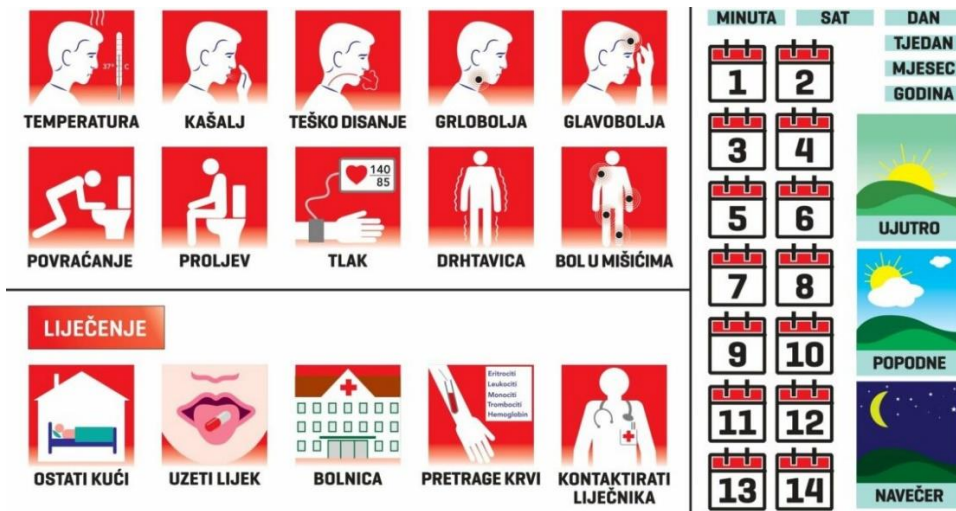 37° C
TEMPERATURA
KAŠALJ
TEŠKO DISANJE
GRLOBOLJA
GLAVOBOLJA
140
85
POVRAĆANJE
PROLJEV
TLAK
DRHTAVICA
BOL U MIŠIĆIMA
LIJEČENJE
Eritrociti
Leukociti
Monociti
Trombociti
Hemoglobin
OSTATI KUĆI
UZETI LIJEK
BOLNICA
PRETRAGE KRVI
KONTAKTIRATI
LIJEČNIKA
MINUTA
SAT
DAN
TJEDAN
MJESEC
GODINA
1
2
3
4
5
6
7
8
9
10
11
12
13
14
UJUTRO
POPODNE
NAVEČER